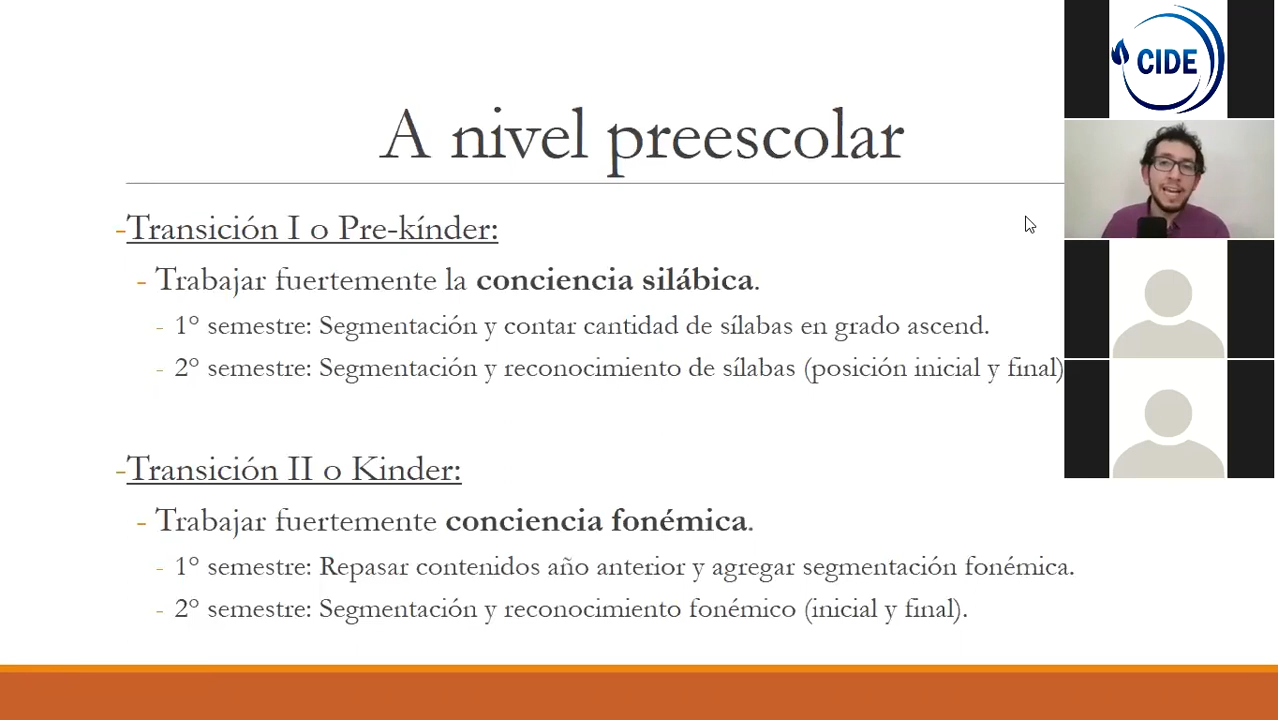 A nivel preescolar
-Transición I o Pre-kínder:
- Trabajar fuertemente la conciencia silábica.
- 1° semestre: Segmentación y contar cantidad de sílabas en grado ascend.
- 2° semestre: Segmentación y reconocimiento de sílabas (posición inicial y final)
-Transición II o Kinder:
- Trabajar fuertemente conciencia fonémica.
- 1° semestre: Repasar contenidos año anterior y agregar segmentación fonémica.
- 2° semestre: Segmentación y reconocimiento fonémico (inicial y final).
CIDE